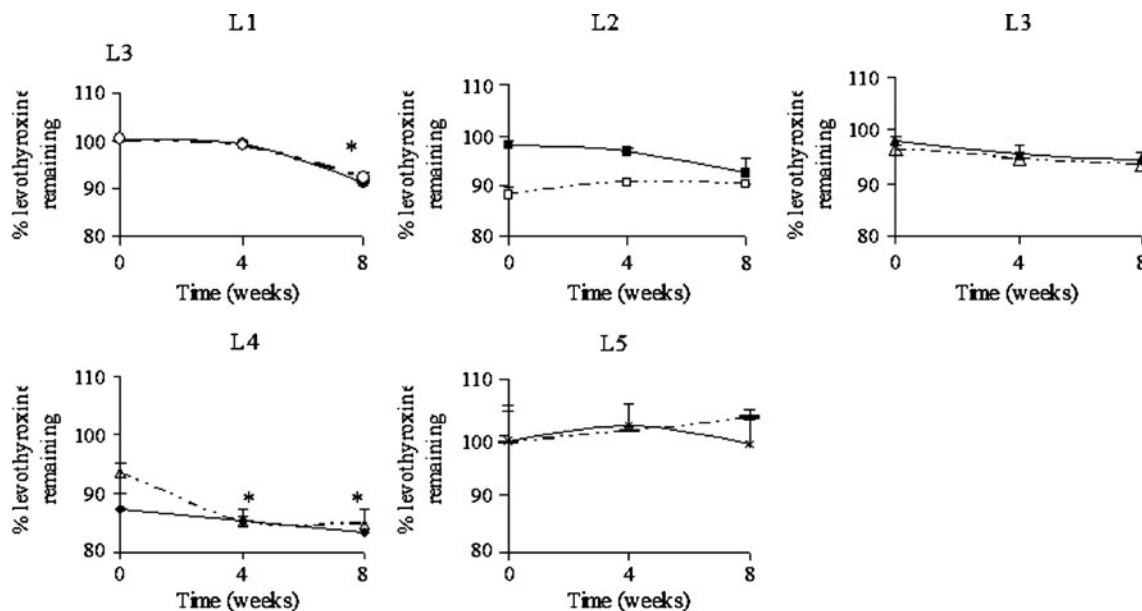 L1
L3
110
100
90
80
% levothyroxine
remaining
*
0 4 8
Time (weeks)
L2
110
100
90
80
% levothyroxine
remaining
0 4 8
Time (weeks)
L3
110
100
90
80
% levothyroxine
remaining
0 4 8
Time (weeks)
L4
110
100
90
80
% levothyroxine
remaining
* *
0 4 8
Time (weeks)
L5
110
100
90
80
% levothyroxine
remaining
0 4 8
Time (weeks)